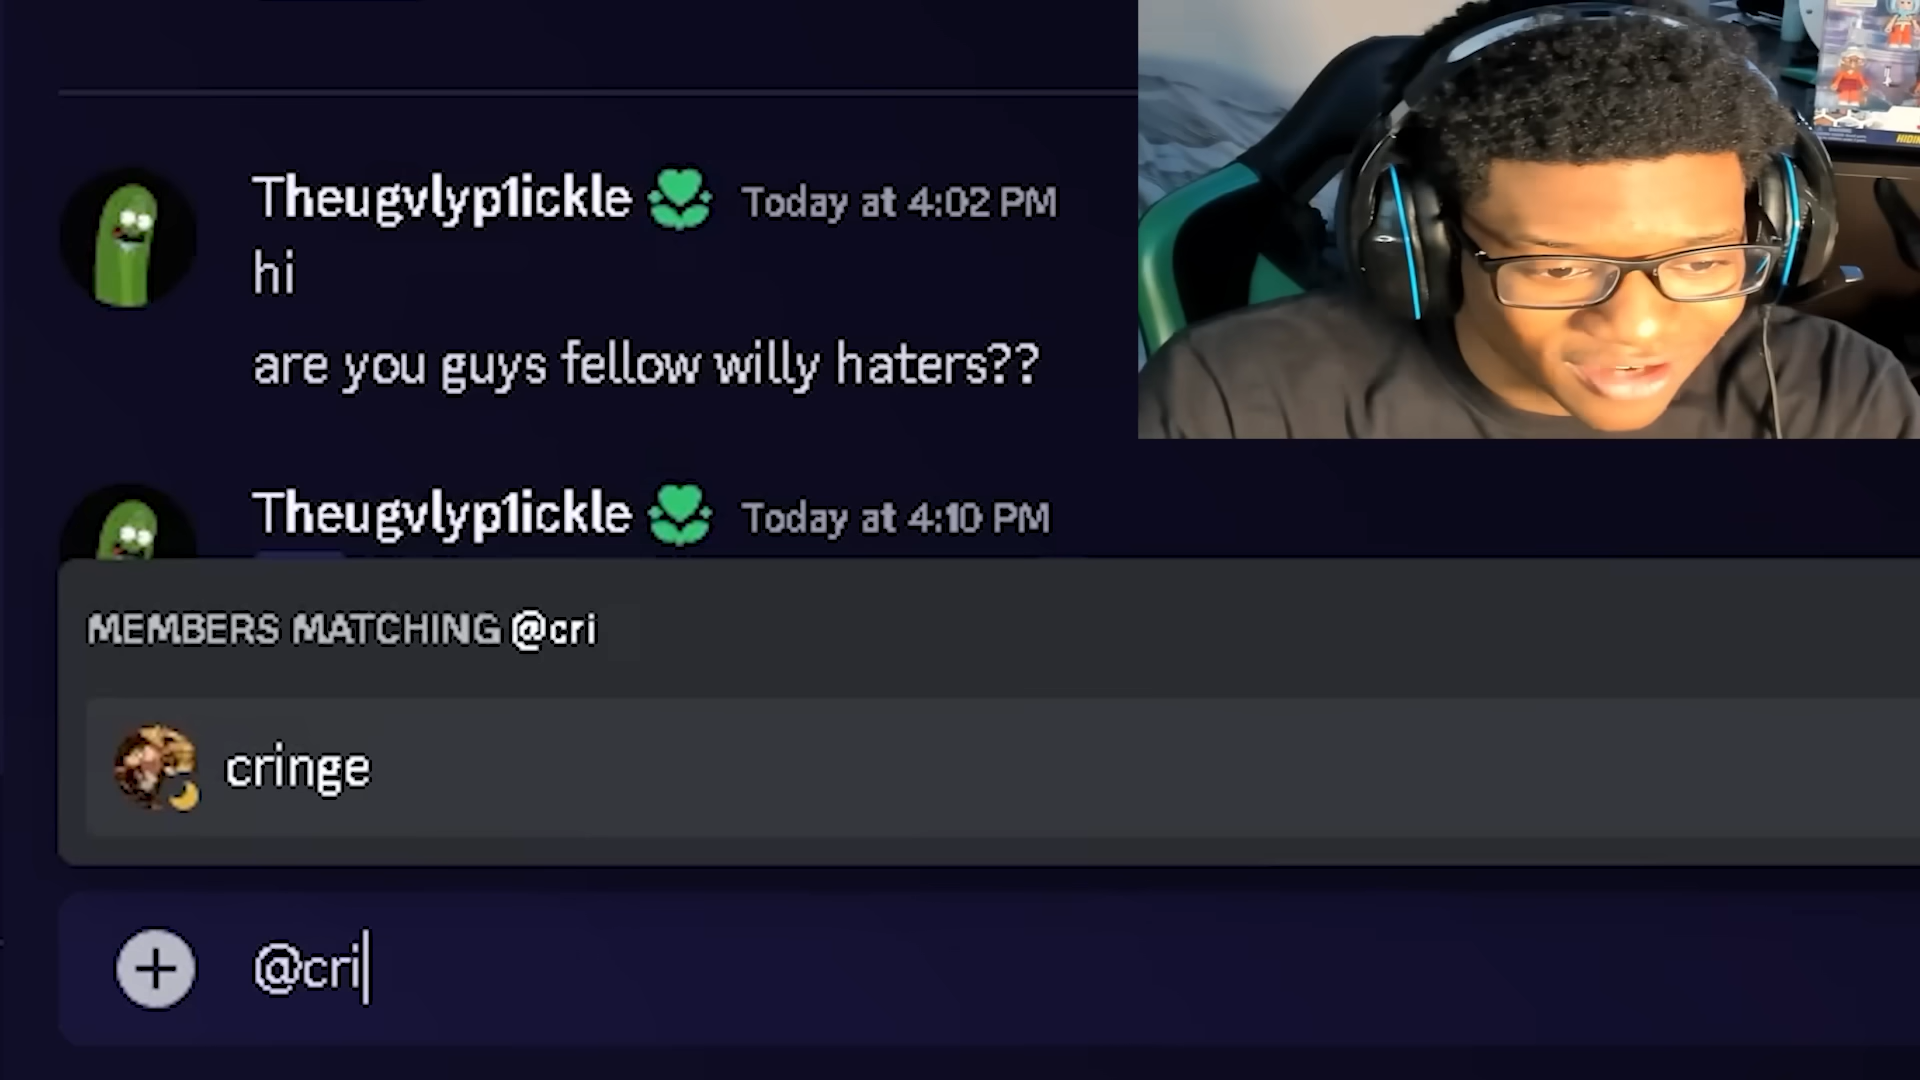 Theugvlyp1ickle Today at 4:02 PM
hi
are you guys fellow willy haters??
Theugvlyp1ickle Today at 4:10 PM
MEMBERS MATCHING @cri
cringe
@cri